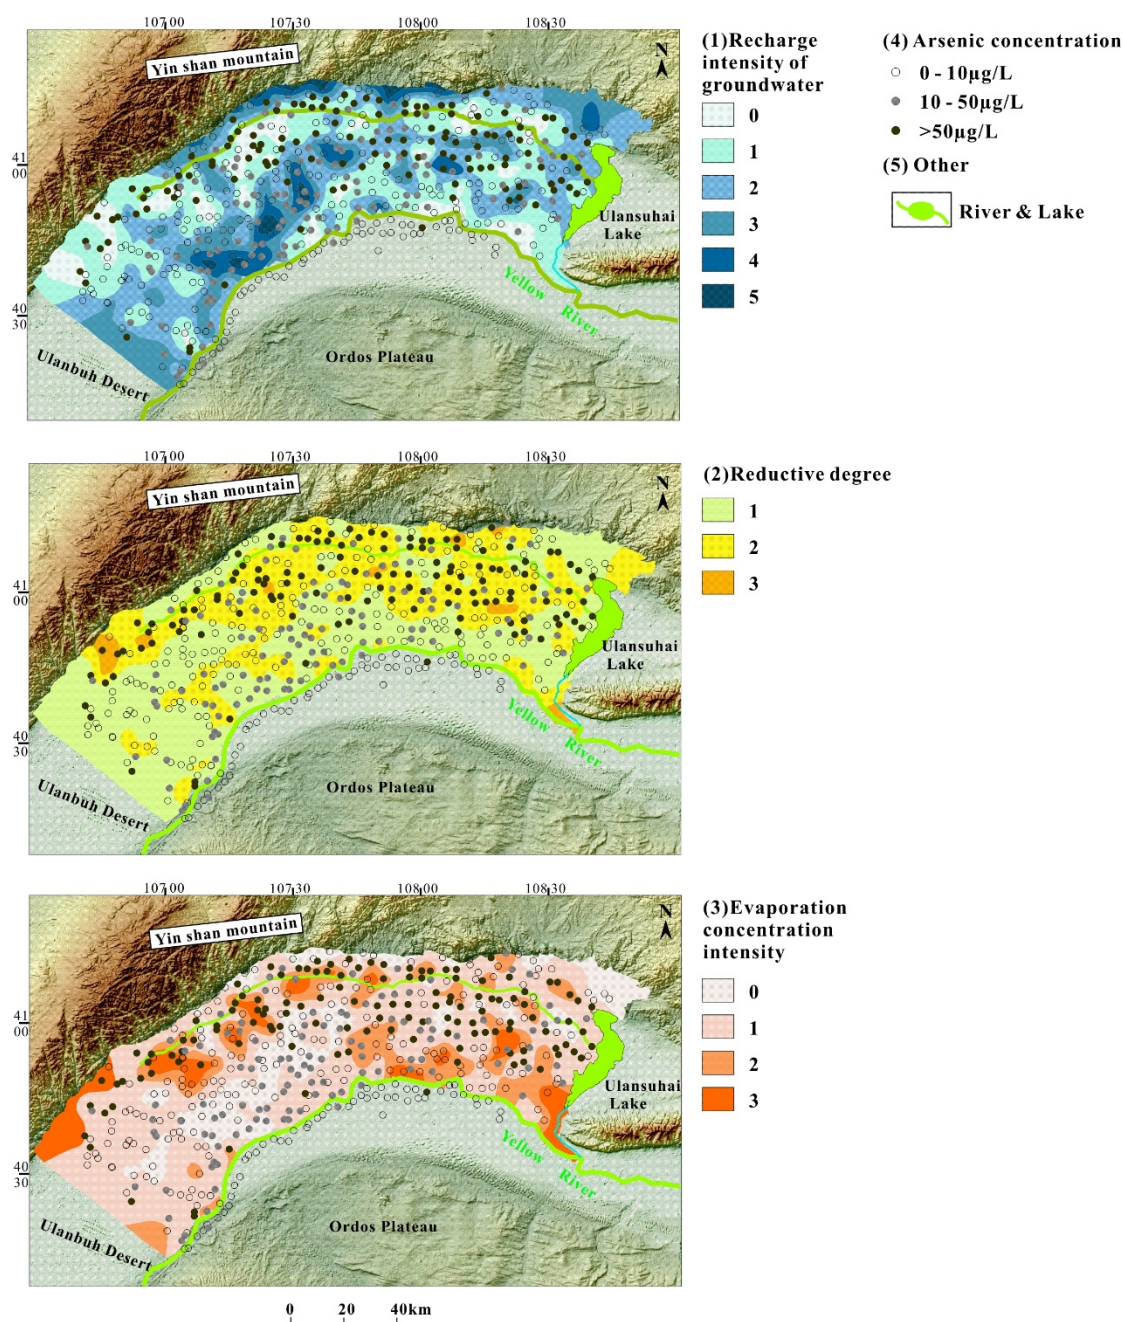 107 00
107 30
108 00
108 30
Yin shan mountain
N
41
00
Ulansuhai
Lake
Yellow
River
40
30
Ordos Plateau
Ulanbuh Desert
(1)Recharge
intensity of
groundwater
0
1
2
3
4
5
(4) Arsenic concentration
0 - 10μg/L
10 - 50μg/L
>50μg/L
(5) Other
River & Lake
107 00
107 30
108 00
108 30
Yin shan mountain
N
41
00
Ulansuhai
Lake
Yellow
River
40
30
Ordos Plateau
Ulanbuh Desert
(2)Reductive degree
1
2
3
107 00
107 30
108 00
108 30
Yin shan mountain
N
41
00
Ulansuhai
Lake
Yellow
River
40
30
Ordos Plateau
Ulanbuh Desert
(3)Evaporation
concentration
intensity
0
1
2
3
0 20 40km